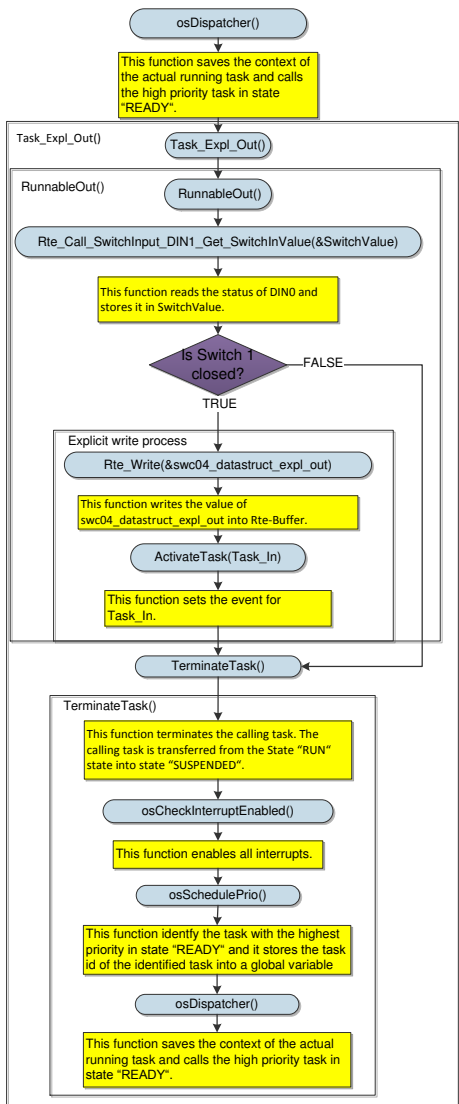 osDispatcher()
This function saves the context of
the actual running task and calls
the high priority task in state
“READY“.
Task_Expl_Out()
Task_Expl_Out()
RunnableOut()
RunnableOut()
Rte_Call_SwitchInput_DIN1_Get_SwitchInValue(&SwitchValue)
This function reads the status of DIN0 and
stores it in SwitchValue.
Is Switch 1
closed?
FALSE
TRUE
Explicit write process
Rte_Write(&swc04_datastruct_expl_out)
This function writes the value of
swc04_datastruct_expl_out into Rte-Buffer.
ActivateTask(Task_In)
This function sets the event for
Task_In.
TerminateTask()
TerminateTask()
This function terminates the calling task. The
calling task is transferred from the State “RUN“
state into state “SUSPENDED“.
osCheckInterruptEnabled()
This function enables all interrupts.
osSchedulePrio()
This function identfy the task with the highest
priority in state “READY“ and it stores the task
id of the identified task into a global variable
osDispatcher()
This function saves the context of the actual
running task and calls the high priority task in
state “READY“.